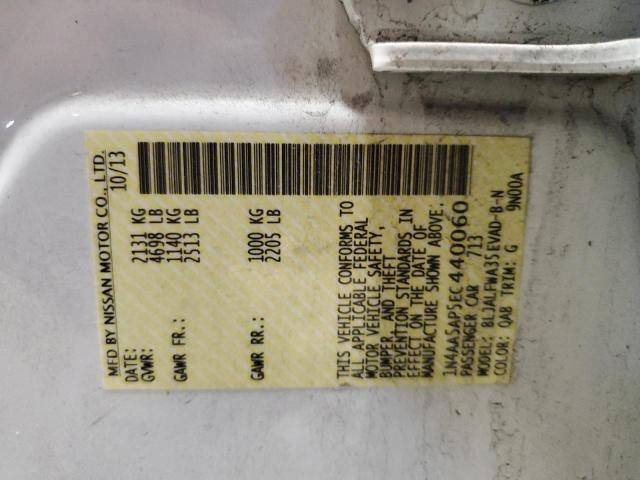 MFD BY NISSAN MOTOR CO., LTD.
DATE: 10/13
GVWR: 2131 KG
4698 LB
GAWR FR.: 1140 KG
2513 LB
GAWR RR.: 1000 KG
2205 LB
THIS VEHICLE CONFORMS TO
ALL APPLICABLE FEDERAL
MOTOR VEHICLE SAFETY,
BUMPER, AND THEFT
PREVENTION STANDARDS IN
EFFECT ON THE DATE OF
MANUFACTURE SHOWN ABOVE.
1N4AA5AP5EC440060
PASSENGER CAR 713
MODEL: BLJALFWA35EVAD-B-N
COLOR: QAB TRIM: G 9N00A